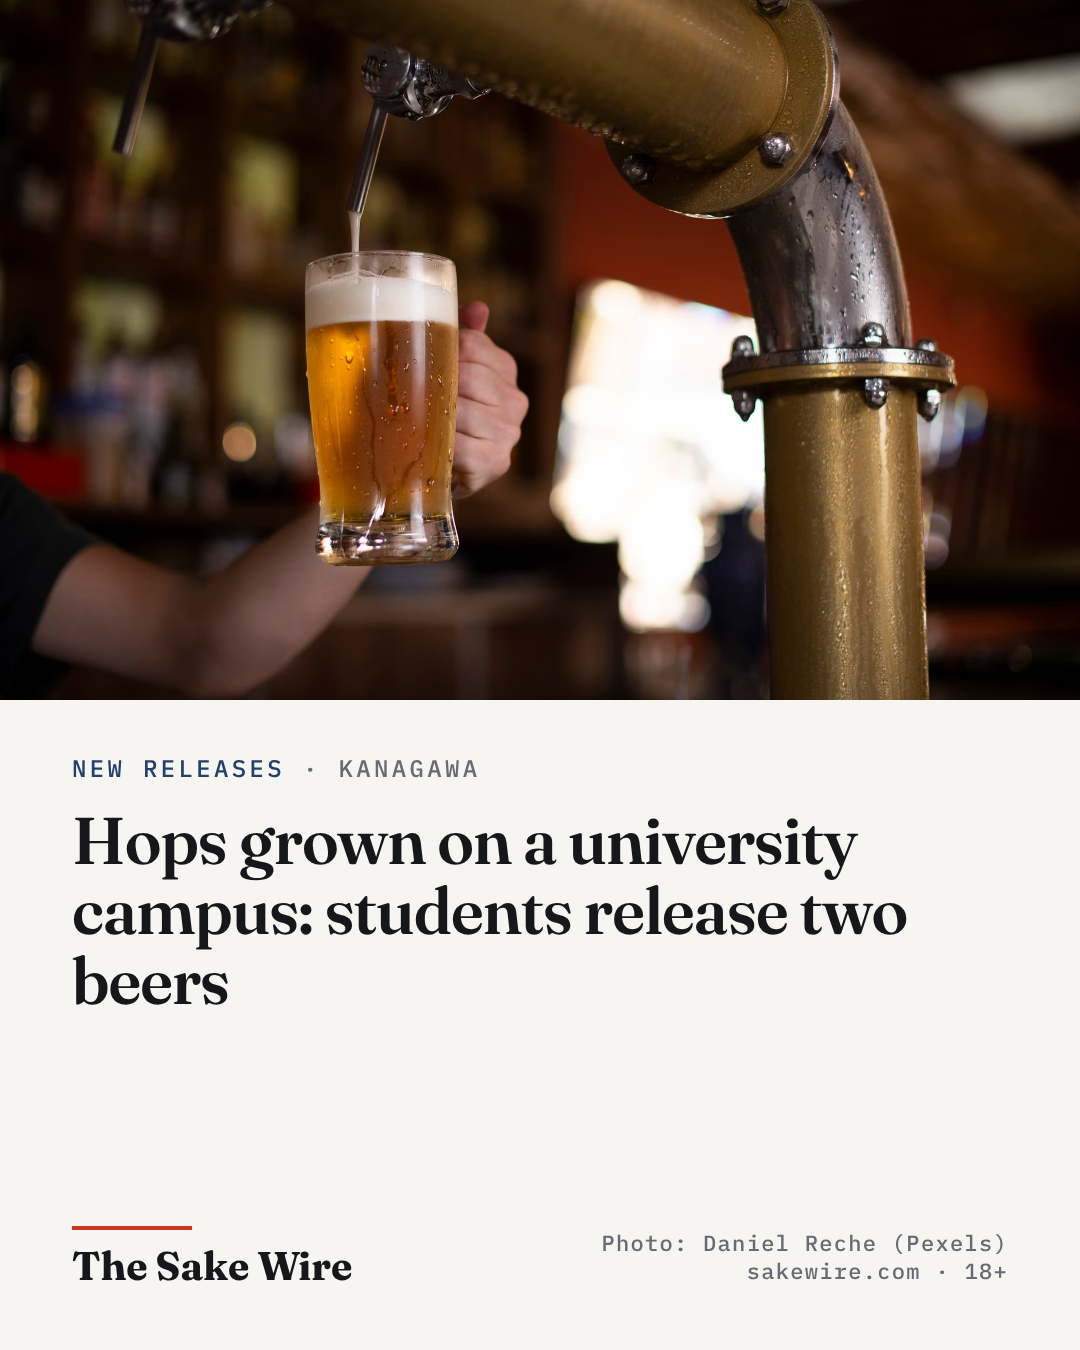 NEW RELEASES · KANAGAWA
Hops grown on a university
campus: students release two
beers
The Sake Wire
Photo: Daniel Reche (Pexels)
sakewire.com · 18+